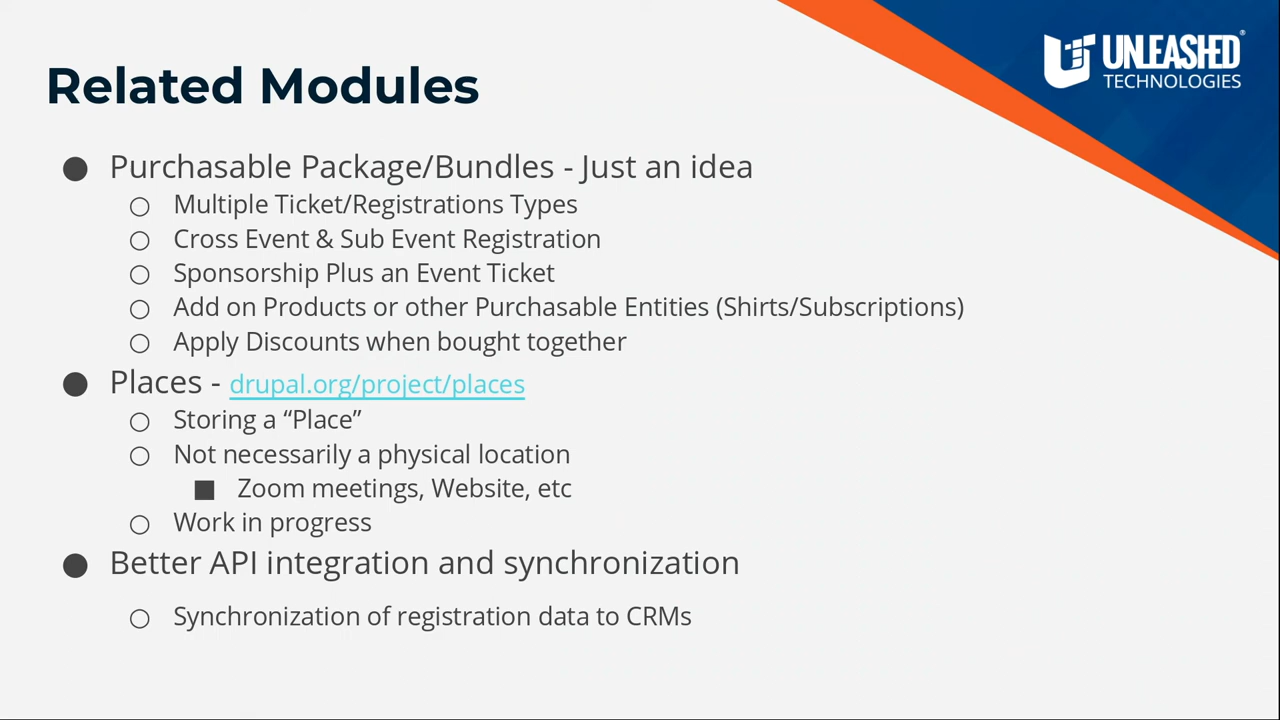 UNLEASHED®
TECHNOLOGIES
Related Modules
● Purchasable Package/Bundles - Just an idea
○ Multiple Ticket/Registrations Types
○ Cross Event & Sub Event Registration
○ Sponsorship Plus an Event Ticket
○ Add on Products or other Purchasable Entities (Shirts/Subscriptions)
○ Apply Discounts when bought together
● Places - drupal.org/project/places
○ Storing a “Place”
○ Not necessarily a physical location
■ Zoom meetings, Website, etc
○ Work in progress
● Better API integration and synchronization
○ Synchronization of registration data to CRMs